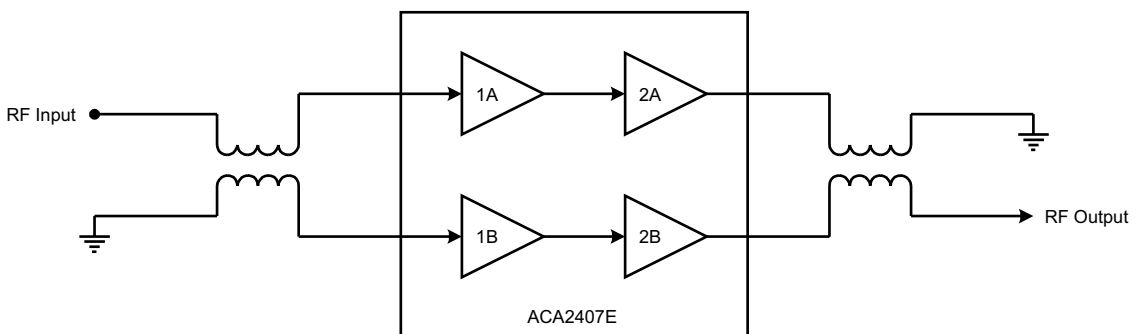 RF Input
1A
2A
1B
2B
RF Output
ACA2407E